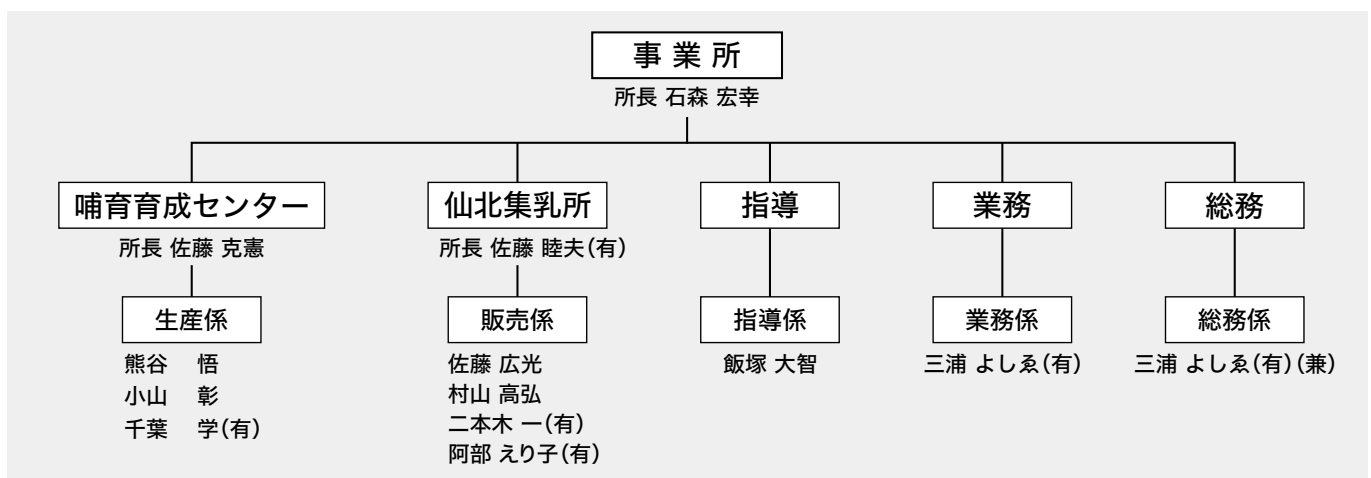 事業所
所長 石森 宏幸
哺育育成センター
所長 佐藤 克憲
生産係
熊谷 悟
小山 彰
千葉 学(有)
仙北集乳所
所長 佐藤 睦夫(有)
販売係
佐藤 広光
村山 高弘
二本木 一(有)
阿部 えり子(有)
指導
指導係
飯塚 大智
業務
業務係
三浦 よしゑ(有)
総務
総務係
三浦 よしゑ(有)(兼)